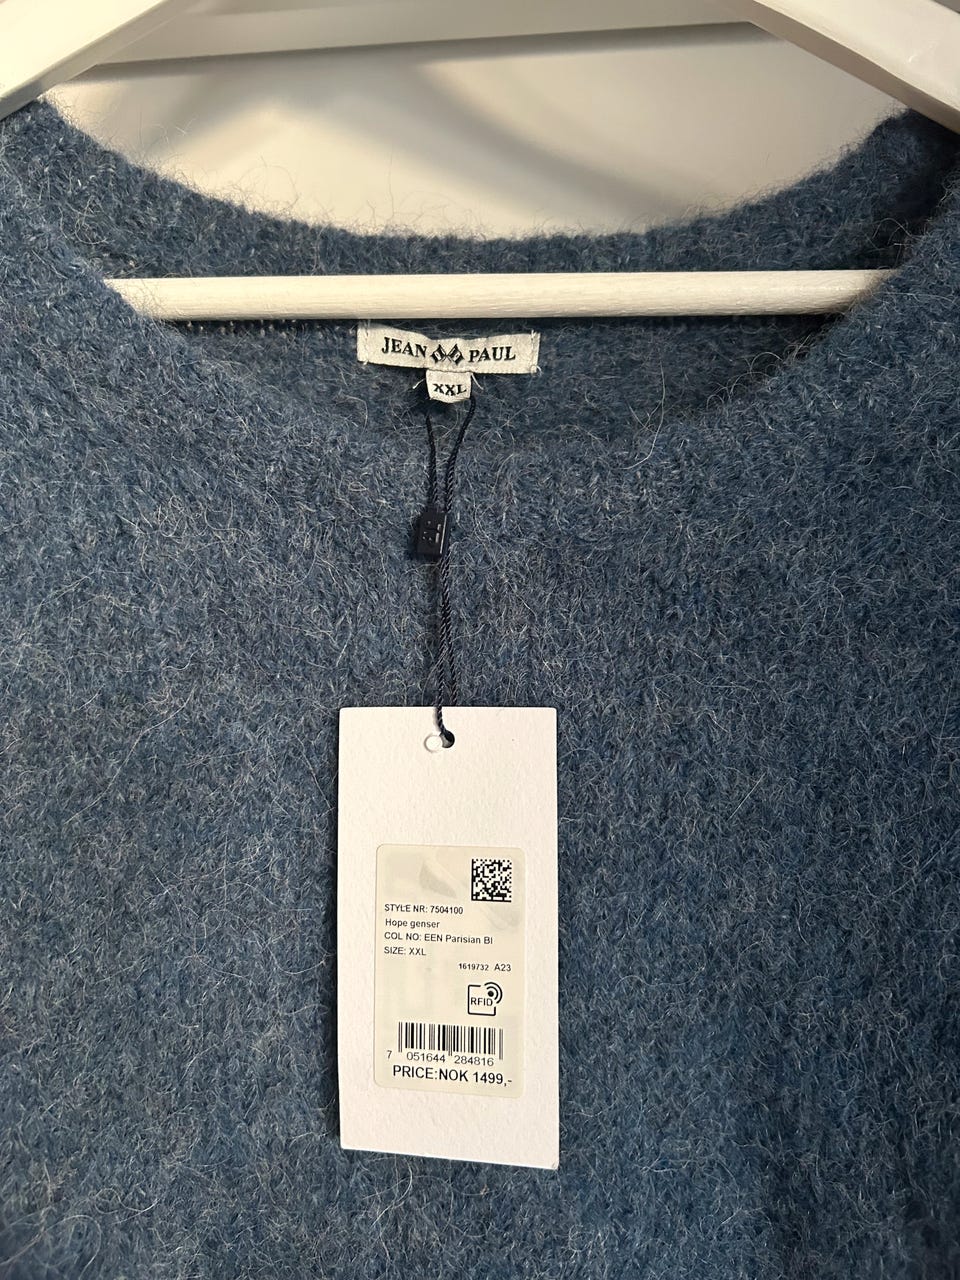 JEAN PAUL
XXL
STYLE NR: 7504100
Hope genser
COL NO: EEN Parisian Bl
SIZE: XXL
1619732 A23
RFID
7 051644 284816
PRICE:NOK 1499,-